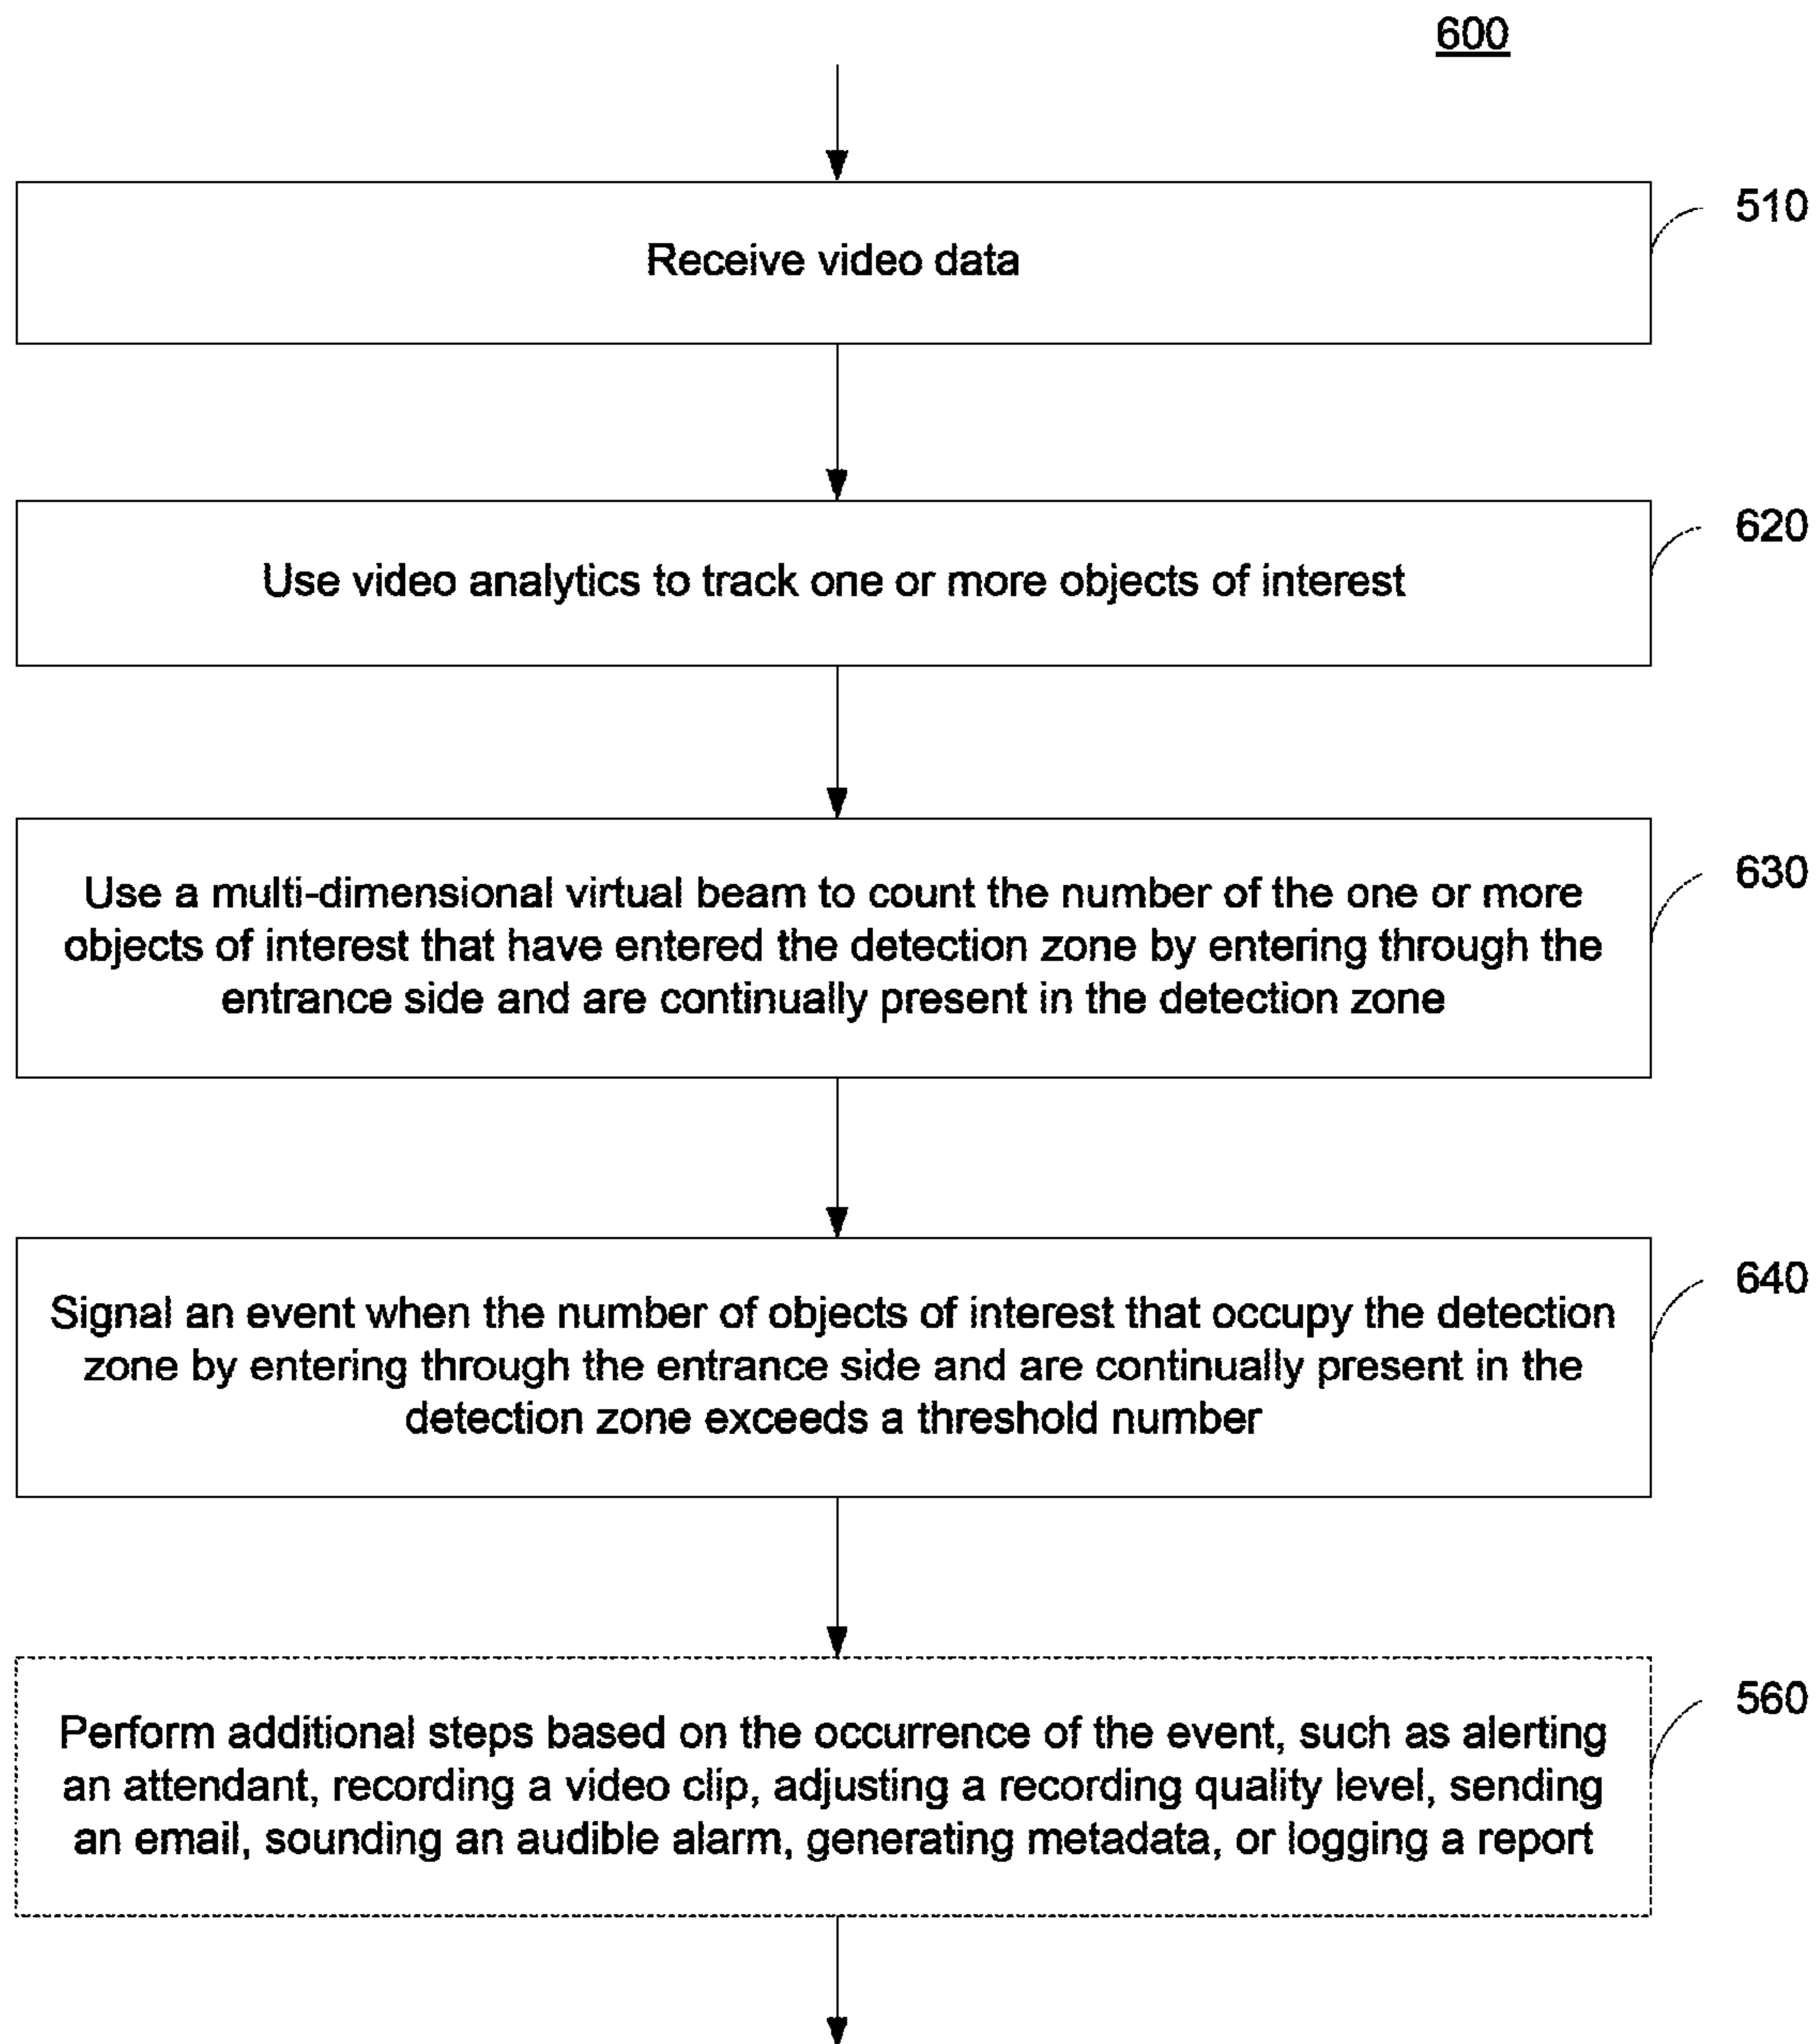 600
Receive video data
510
Use video analytics to track one or more objects of interest
620
Use a multi-dimensional virtual beam to count the number of the one or more
objects of interest that have entered the detection zone by entering through the
entrance side and are continually present in the detection zone
630
Signal an event when the number of objects of interest that occupy the detection
zone by entering through the entrance side and are continually present in the
detection zone exceeds a threshold number
640
Perform additional steps based on the occurrence of the event, such as alerting
an attendant, recording a video clip, adjusting a recording quality level, sending
an email, sounding an audible alarm, generating metadata, or logging a report
560